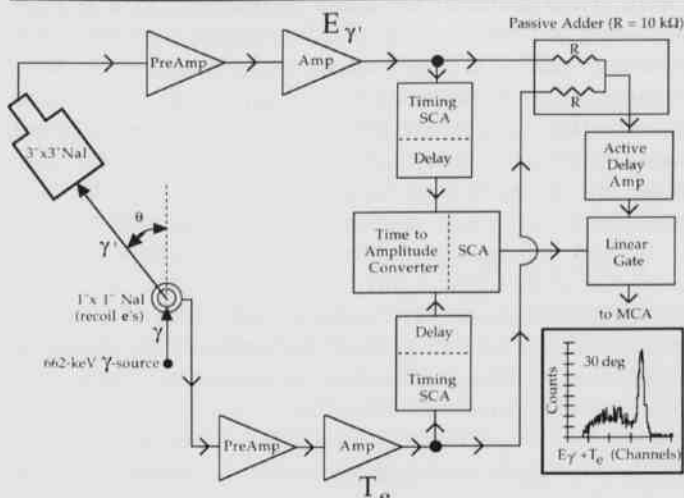 E γ'
Passive Adder (R = 10 kΩ)
PreAmp
Amp
R
R
Timing
SCA
Delay
Active
Delay
Amp
3"x3"NaI
θ
γ'
Time to
Amplitude
Converter
SCA
Linear
Gate
1"x 1" NaI
(recoil e's)
γ
to MCA
Delay
662-keV γ-source
Timing
SCA
30 deg
Counts
PreAmp
Amp
E γ' + T e (Channels)
T e